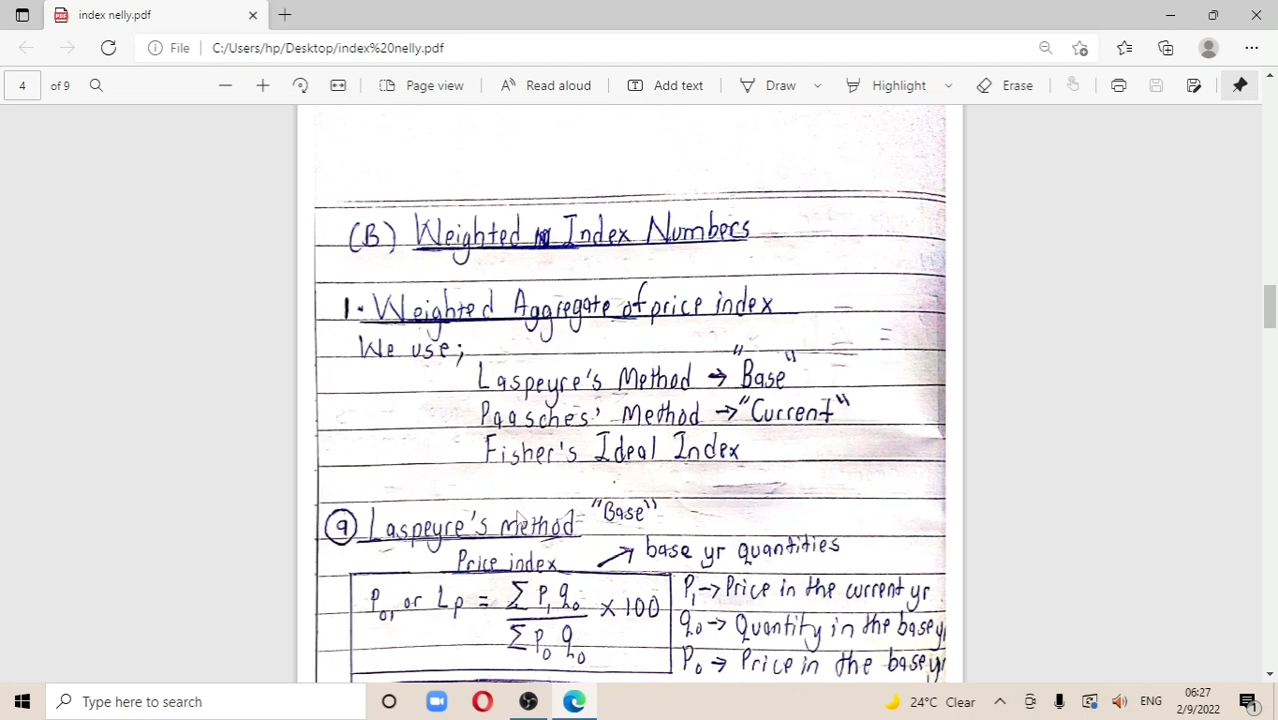 index nelly.pdf
File
C:/Users/hp/Desktop/index%20nelly.pdf
4 of 9
Page view
Read aloud
Add text
Draw
Highlight
Erase
(B) Weighted Index Numbers
1. Weighted Aggregate of price index
We use;
Laspeyre's Method → "Base"
Paasches' Method → "Current"
Fisher's Ideal Index
(a) Laspeyre's method "Base"
Price index → base yr quantities
P₀₁ or Lp = ∑P₁q₀ / ∑P₀q₀ × 100
P₁ → Price in the current yr
q₀ → Quantity in the base y
P₀ → Price in the base y
Type here to search
24°C Clear
ENG
06:27
2/9/2022
1